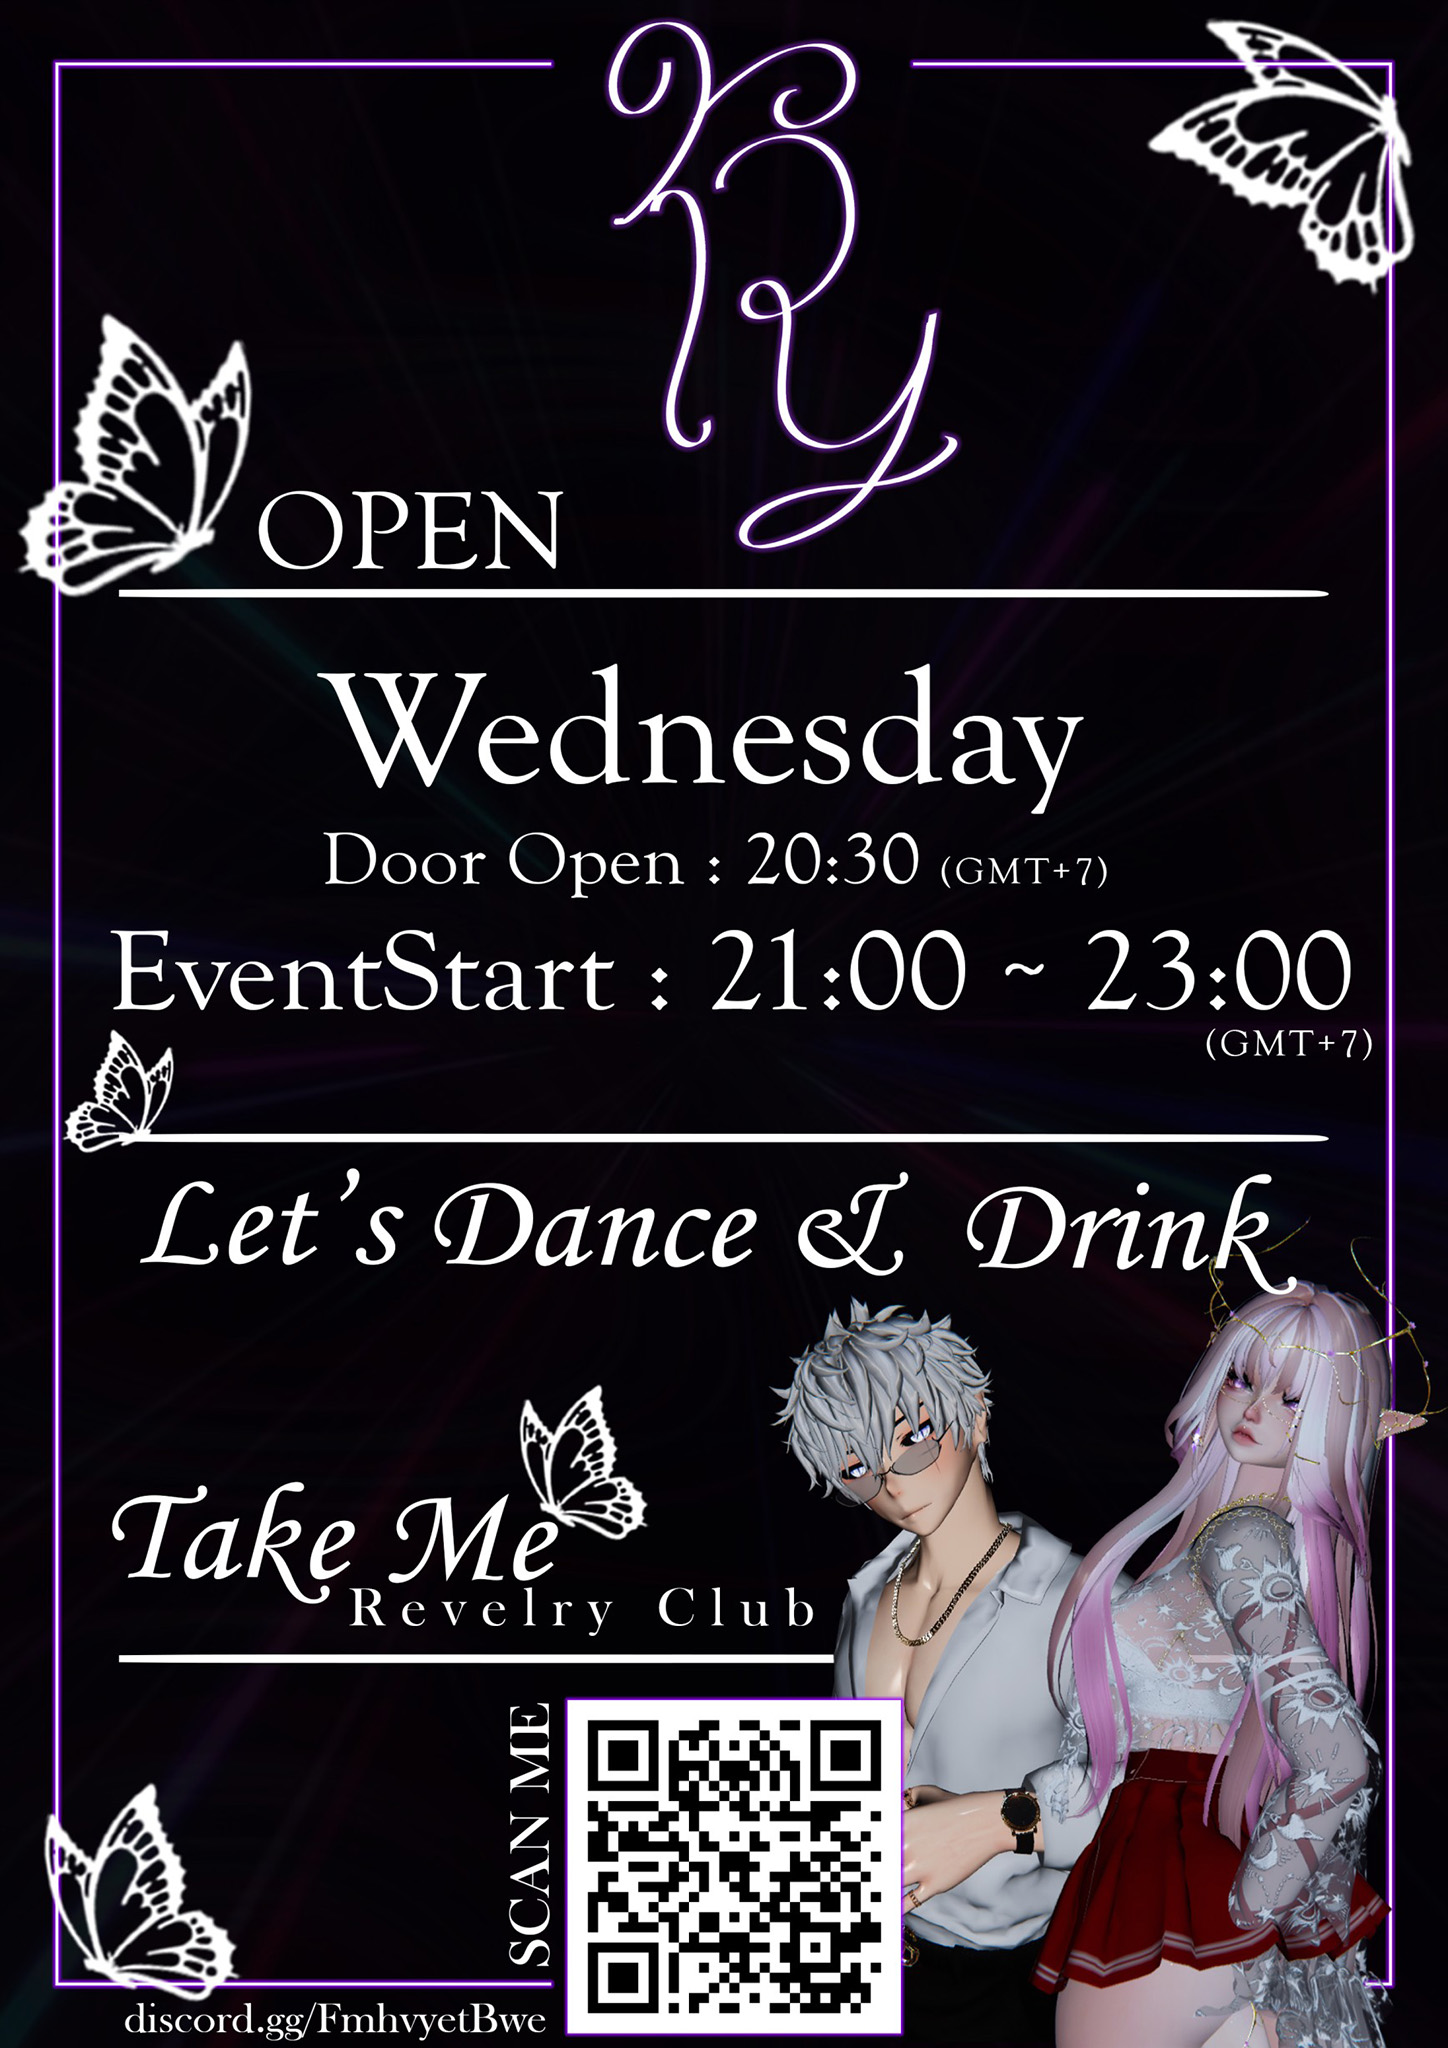 Ry
OPEN
Wednesday
Door Open : 20:30 (GMT+7)
EventStart : 21:00 ~ 23:00
(GMT+7)
Let's Dance & Drink
Take Me
Revelry Club
SCAN ME
discord.gg/FmhvyetBwe